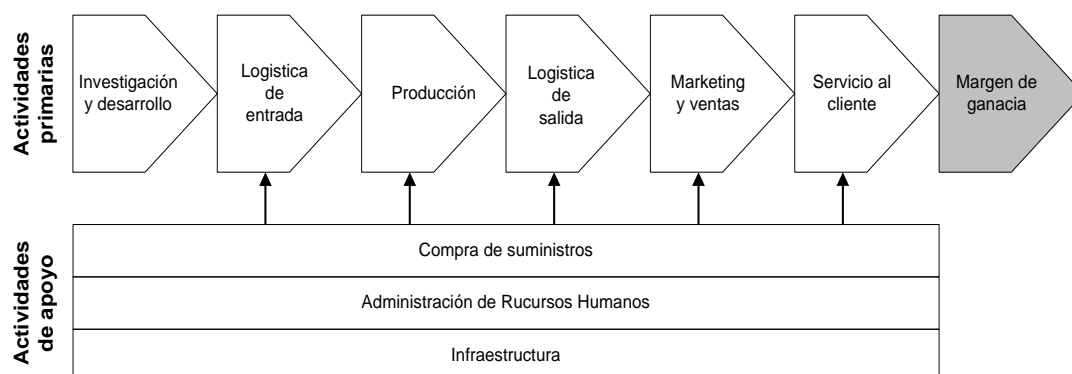 Actividades
primarias
Investigación
y desarrollo
Logistica
de
entrada
Producción
Logistica
de
salida
Marketing
y ventas
Servicio al
cliente
Margen de
ganacia
Actividades
de apoyo
Compra de suministros
Administración de Rucursos Humanos
Infraestructura